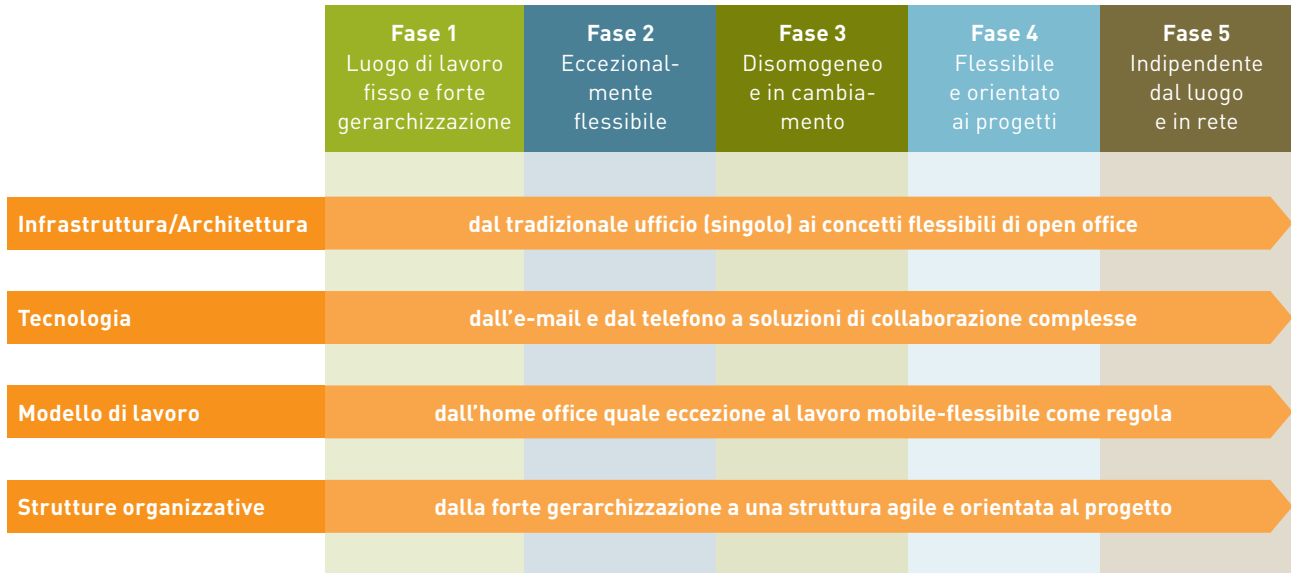 Fase 1
Luogo di lavoro
fisso e forte
gerarchizzazione
Fase 2
Eccezional-
mente
flessibile
Fase 3
Disomogeneo
e in cambia-
mento
Fase 4
Flessibile
e orientato
ai progetti
Fase 5
Indipendente
dal luogo
e in rete
Infrastruttura/Architettura
dal tradizionale ufficio (singolo) ai concetti flessibili di open office
Tecnologia
dall'e-mail e dal telefono a soluzioni di collaborazione complesse
Modello di lavoro
dall'home office quale eccezione al lavoro mobile-flessibile come regola
Strutture organizzative
dalla forte gerarchizzazione a una struttura agile e orientata al progetto